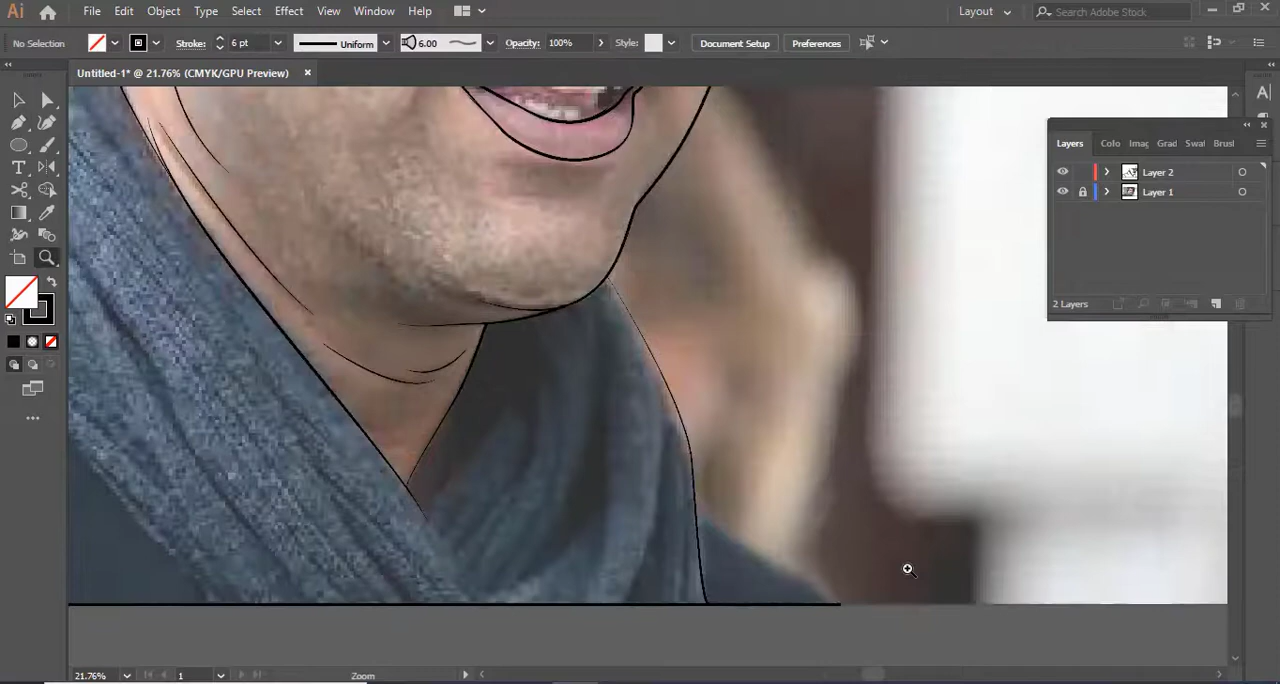 Ai File Edit Object Type Select Effect View Window Help Layout Search Adobe Stock
No Selection Stroke: 6 pt Uniform 6.00 Opacity: 100% Style: Document Setup Preferences
Untitled-1* @ 21.76% (CMYK/GPU Preview)
A
Layers Colo Imag Grad Swat Brush
Layer 2
Layer 1
2 Layers
21.76% 1 Zoom